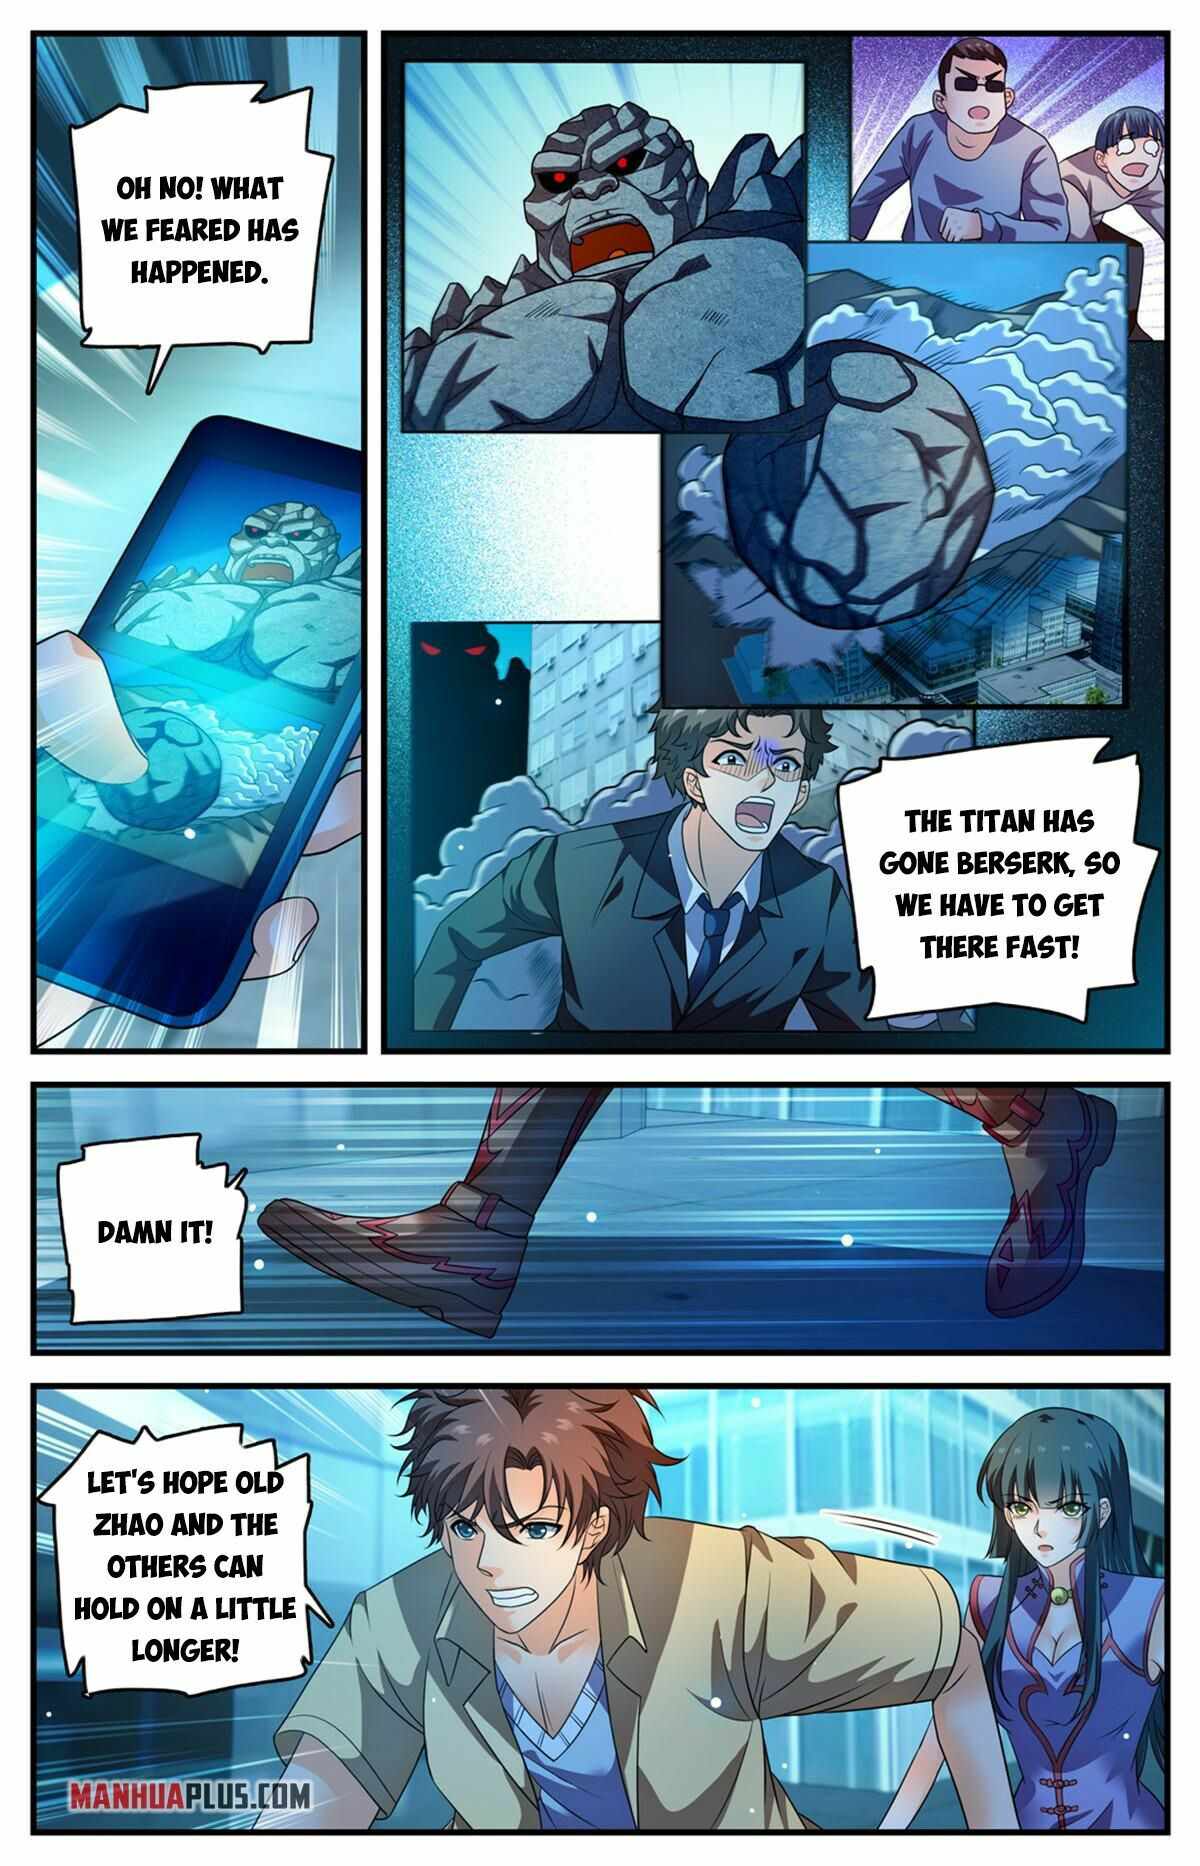 OH NO! WHAT
WE FEARED HAS
HAPPENED.
THE TITAN HAS
GONE BERSERK, SO
WE HAVE TO GET
THERE FAST!
DAMN IT!
LET'S HOPE OLD
ZHAO AND THE
OTHERS CAN
HOLD ON A LITTLE
LONGER!
MANHUAPLUS.COM